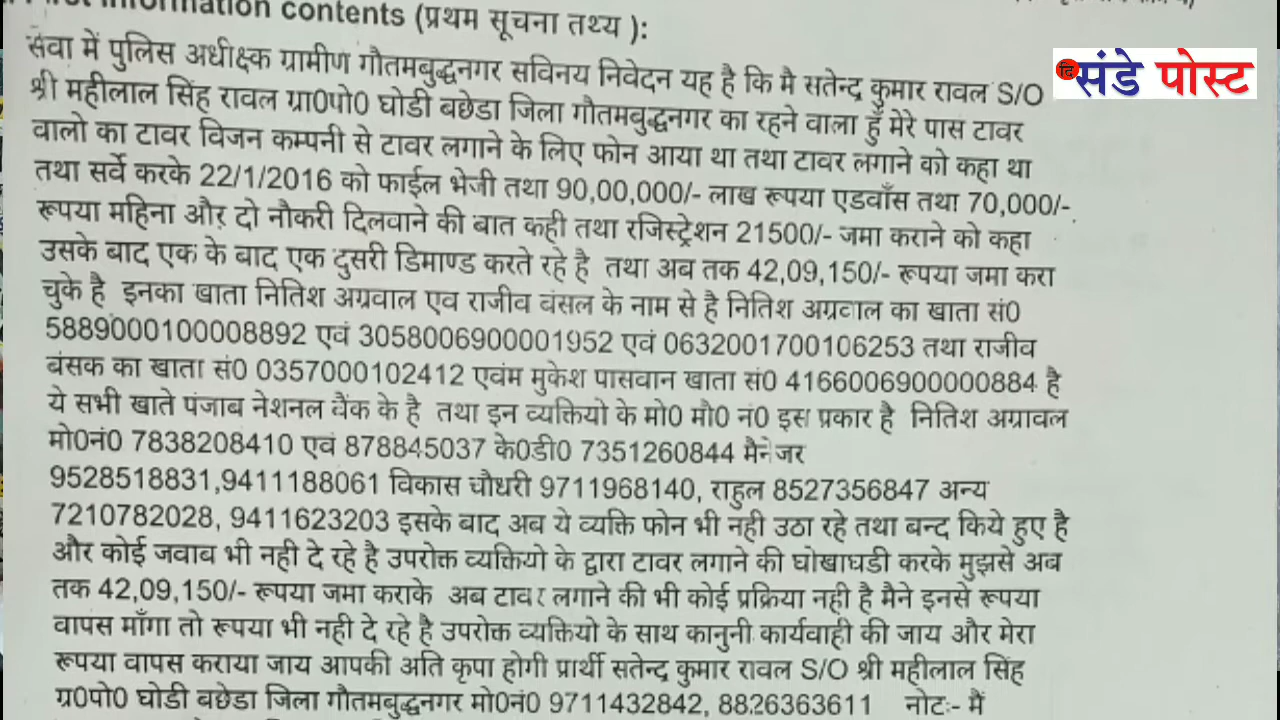 First Information contents (प्रथम सूचना तथ्य ):
दि संडे पोस्ट
सेवा में पुलिस अधीक्ष्क ग्रामीण गौतमबुद्धनगर सविनय निवेदन यह है कि मै सतेन्द्र कुमार रावल S/O
श्री महीलाल सिंह रावल ग्रा0पो0 घोडी बछेडा जिला गौतमबुद्धनगर का रहने वाला हुँ मेरे पास टावर
वालो का टावर विजन कम्पनी से टावर लगाने के लिए फोन आया था तथा टावर लगाने को कहा था
तथा सर्वे करके 22/1/2016 को फाईल भेजी तथा 90,00,000/- लाख रूपया एडवाँस तथा 70,000/-
रूपया महिना और दो नौकरी दिलवाने की बात कही तथा रजिस्ट्रेशन 21500/- जमा कराने को कहा
उसके बाद एक के बाद एक दुसरी डिमाण्ड करते रहे है तथा अब तक 42,09,150/- रूपया जमा करा
चुके है इनका खाता नितिश अग्रवाल एव राजीव बंसल के नाम से है नितिश अग्रवाल का खाता सं0
5889000100008892 एवं 3058006900001952 एवं 0632001700106253 तथा राजीव
बंसक का खाता सं0 0357000102412 एवंम मुकेश पासवान खाता सं0 4166006900000884 है
ये सभी खाते पंजाब नेशनल वैंक के है तथा इन व्यक्तियो के मो0 मौ0 नं0 इस प्रकार है नितिश अग्रावल
मो0नं0 7838208410 एवं 878845037 के0डी0 7351260844 मैनेजर
9528518831,9411188061 विकास चौधरी 9711968140, राहुल 8527356847 अन्य
7210782028, 9411623203 इसके बाद अब ये व्यक्ति फोन भी नही उठा रहे तथा बन्द किये हुए है
और कोई जवाब भी नही दे रहे है उपरोक्त व्यक्तियो के द्वारा टावर लगाने की घोखाघडी करके मुझसे अब
तक 42,09,150/- रूपया जमा कराके अब टावर लगाने की भी कोई प्रक्रिया नही है मैने इनसे रूपया
वापस माँगा तो रूपया भी नही दे रहे है उपरोक्त व्यक्तियो के साथ कानुनी कार्यवाही की जाय और मेरा
रूपया वापस कराया जाय आपकी अति कृपा होगी प्रार्थी सतेन्द्र कुमार रावल S/O श्री महीलाल सिंह
ग्र0पो0 घोडी बछेडा जिला गौतमबुद्धनगर मो0नं0 9711432842, 8826363611 नोटः- मैं